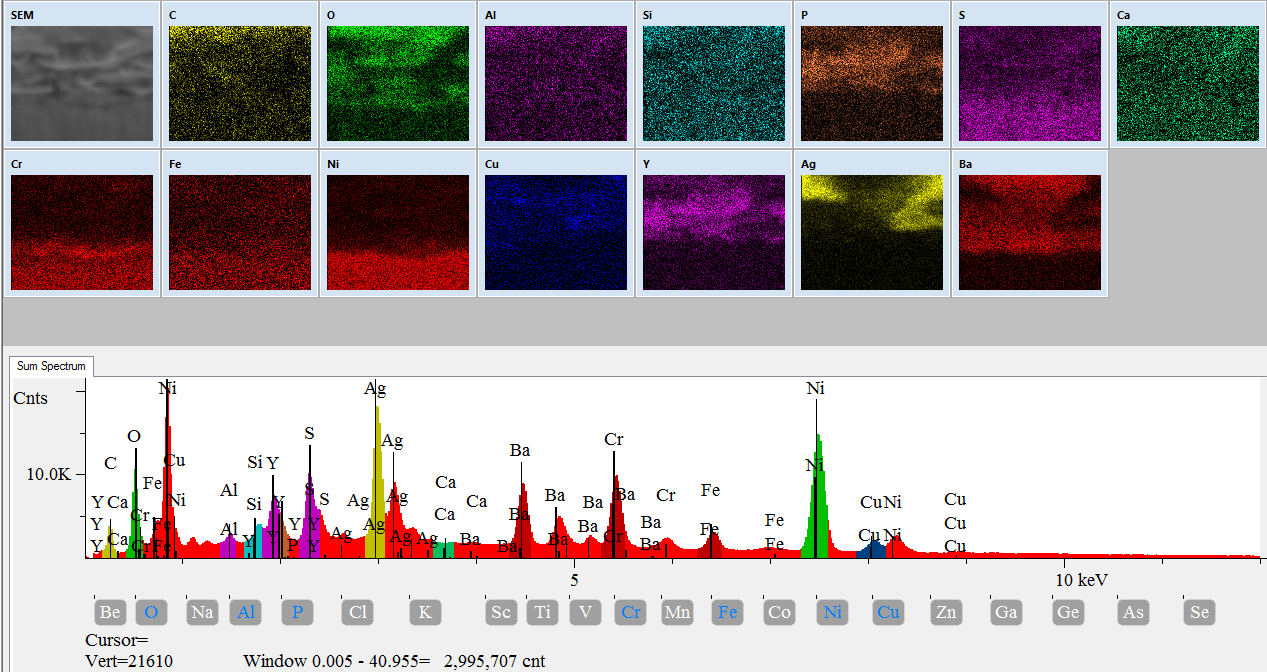 SEM C O Al Si P S Ca
Cr Fe Ni Cu Y Ag Ba
Sum Spectrum
Cnts
10.0K
Ni Ag Ni
O S Cr
C Cu Si Y Ag Ba Ni
Fe Al Ca Fe
Y Ca Ni S Ag Ag Ca Ba Ba Ba Cr Cu Ni Cu
Y Cr Fe Si Y S Y Ag Ca Ba Ba Ba Fe Fe Cu
Y Ca Cr Fe Al Y Y P Y Ag Ag Ag Ba Ba Ba Cr Ba Fe Cu Ni Cu
5 10 keV
Be O Na Al P Cl K Sc Ti V Cr Mn Fe Co Ni Cu Zn Ga Ge As Se
Cursor=
Vert=21610 Window 0.005 - 40.955= 2,995,707 cnt